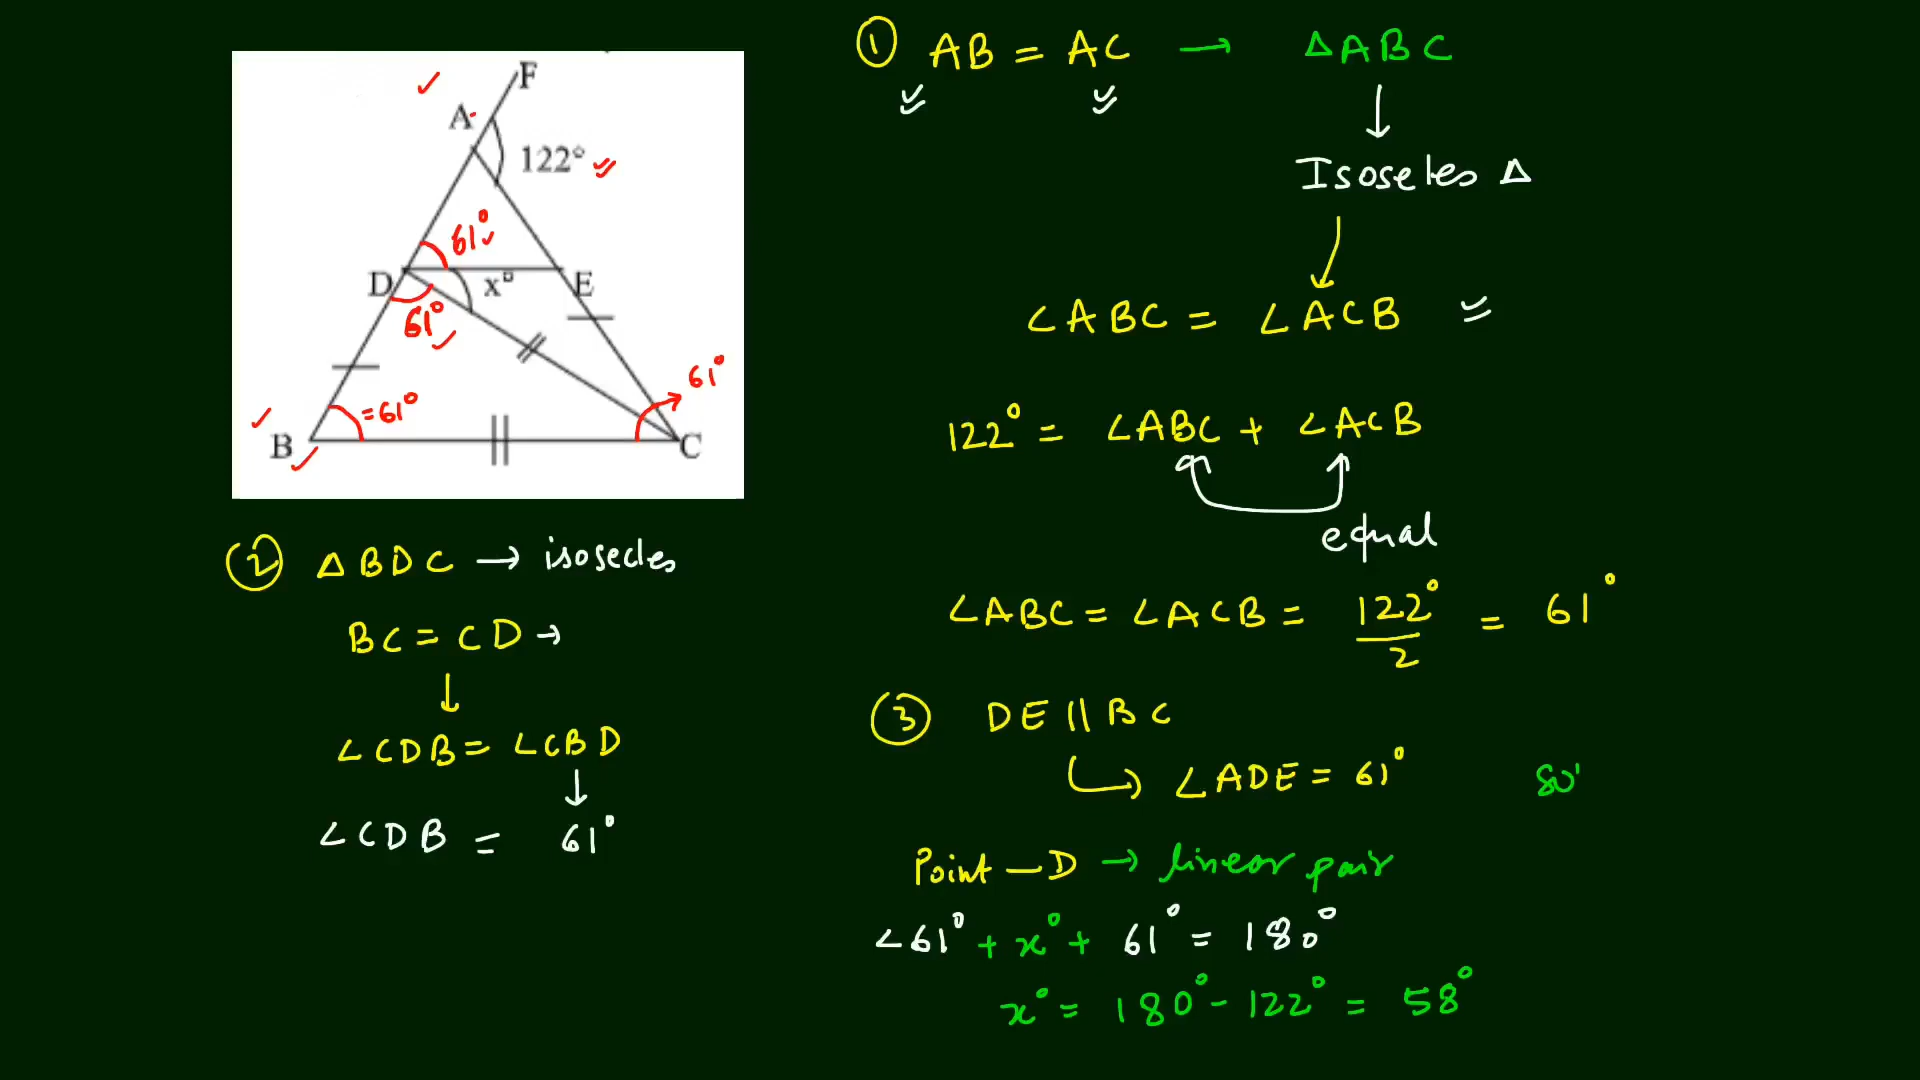 F
A
122°
61°
D x° E
61°
61°
= 61°
B C
① AB = AC → ΔABC
Isoseles Δ
∠ABC = ∠ACB
122° = ∠ABC + ∠ACB
equal
∠ABC = ∠ACB = 122°/2 = 61°
② ΔBDC → isosecles
BC = CD →
∠CDB = ∠CBD
∠CDB = 61°
③ DE || BC
∠ADE = 61°
Point — D → linear pair
∠61° + x° + 61° = 180°
x° = 180° - 122° = 58°